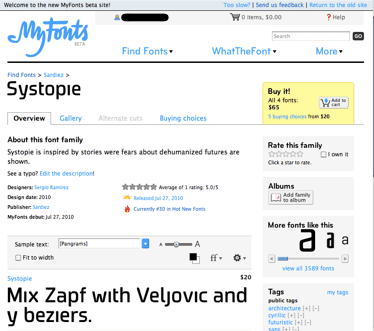 Welcome to the new MyFonts beta site!
Too slow? | Send us feedback | Return to the old site
MyFonts
BETA
0 items, $0.00
? Help
Search
GO
Find Fonts
WhatTheFont
More
Find Fonts > Sardiez >
Systopie
Overview
Gallery
Alternate cuts
Buying choices
About this font family
Systopie is inspired by stories were fears about dehumanized futures are
shown.
See a typo? Edit the description!
Designers: Sergio Ramirez
Design date: 2010
Publisher: Sardiez
MyFonts debut: Jul 27, 2010
Average of 1 rating: 5.0/5
Released Jul 27, 2010
Currently #30 in Hot New Fonts
Buy it!
All 4 fonts:
$65
Add to
cart
5 buying choices from $20
Rate this family
I own it
Click a star to rate.
Albums
Add family
to album
More fonts like this
a a a
view all 3589 fonts
Tags
my tags
public tags
architecture [+] [-]
cyrillic [+] [-]
futuristic [+] [-]
Sample text:
[Pangrams]
A
A
Fit to width
ff
Systopie
$20
Mix Zapf with Veljovic and
y beziers.